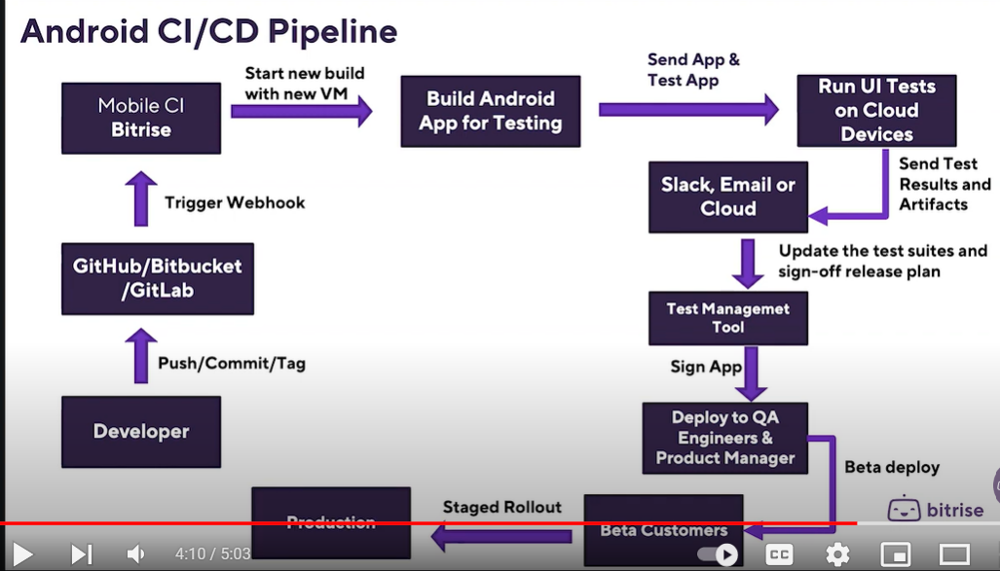 Android CI/CD Pipeline
Mobile CI
Bitrise
Start new build
with new VM
Build Android
App for Testing
Send App &
Test App
Run UI Tests
on Cloud
Devices
Send Test
Results and
Artifacts
Slack, Email or
Cloud
Update the test suites and
sign-off release plan
Test Managemet
Tool
Sign App
Deploy to QA
Engineers &
Product Manager
Beta deploy
Beta Customers
Staged Rollout
Production
Trigger Webhook
GitHub/Bitbucket
/GitLab
Push/Commit/Tag
Developer
bitrise
4:10 / 5:03
CC